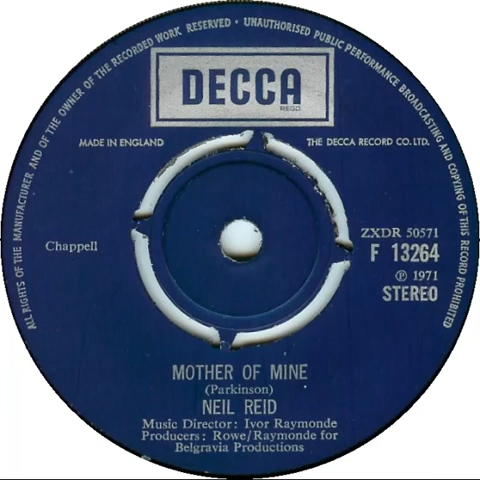 ALL RIGHTS OF THE MANUFACTURER AND OF THE OWNER OF THE RECORDED WORK RESERVED • UNAUTHORISED PUBLIC PERFORMANCE BROADCASTING AND COPYING OF THIS RECORD PROHIBITED
DECCA
REGD.
MADE IN ENGLAND
THE DECCA RECORD CO. LTD.
Chappell
ZXDR 50571
F 13264
℗ 1971
STEREO
MOTHER OF MINE
(Parkinson)
NEIL REID
Music Director: Ivor Raymonde
Producers: Rowe/Raymonde for
Belgravia Productions